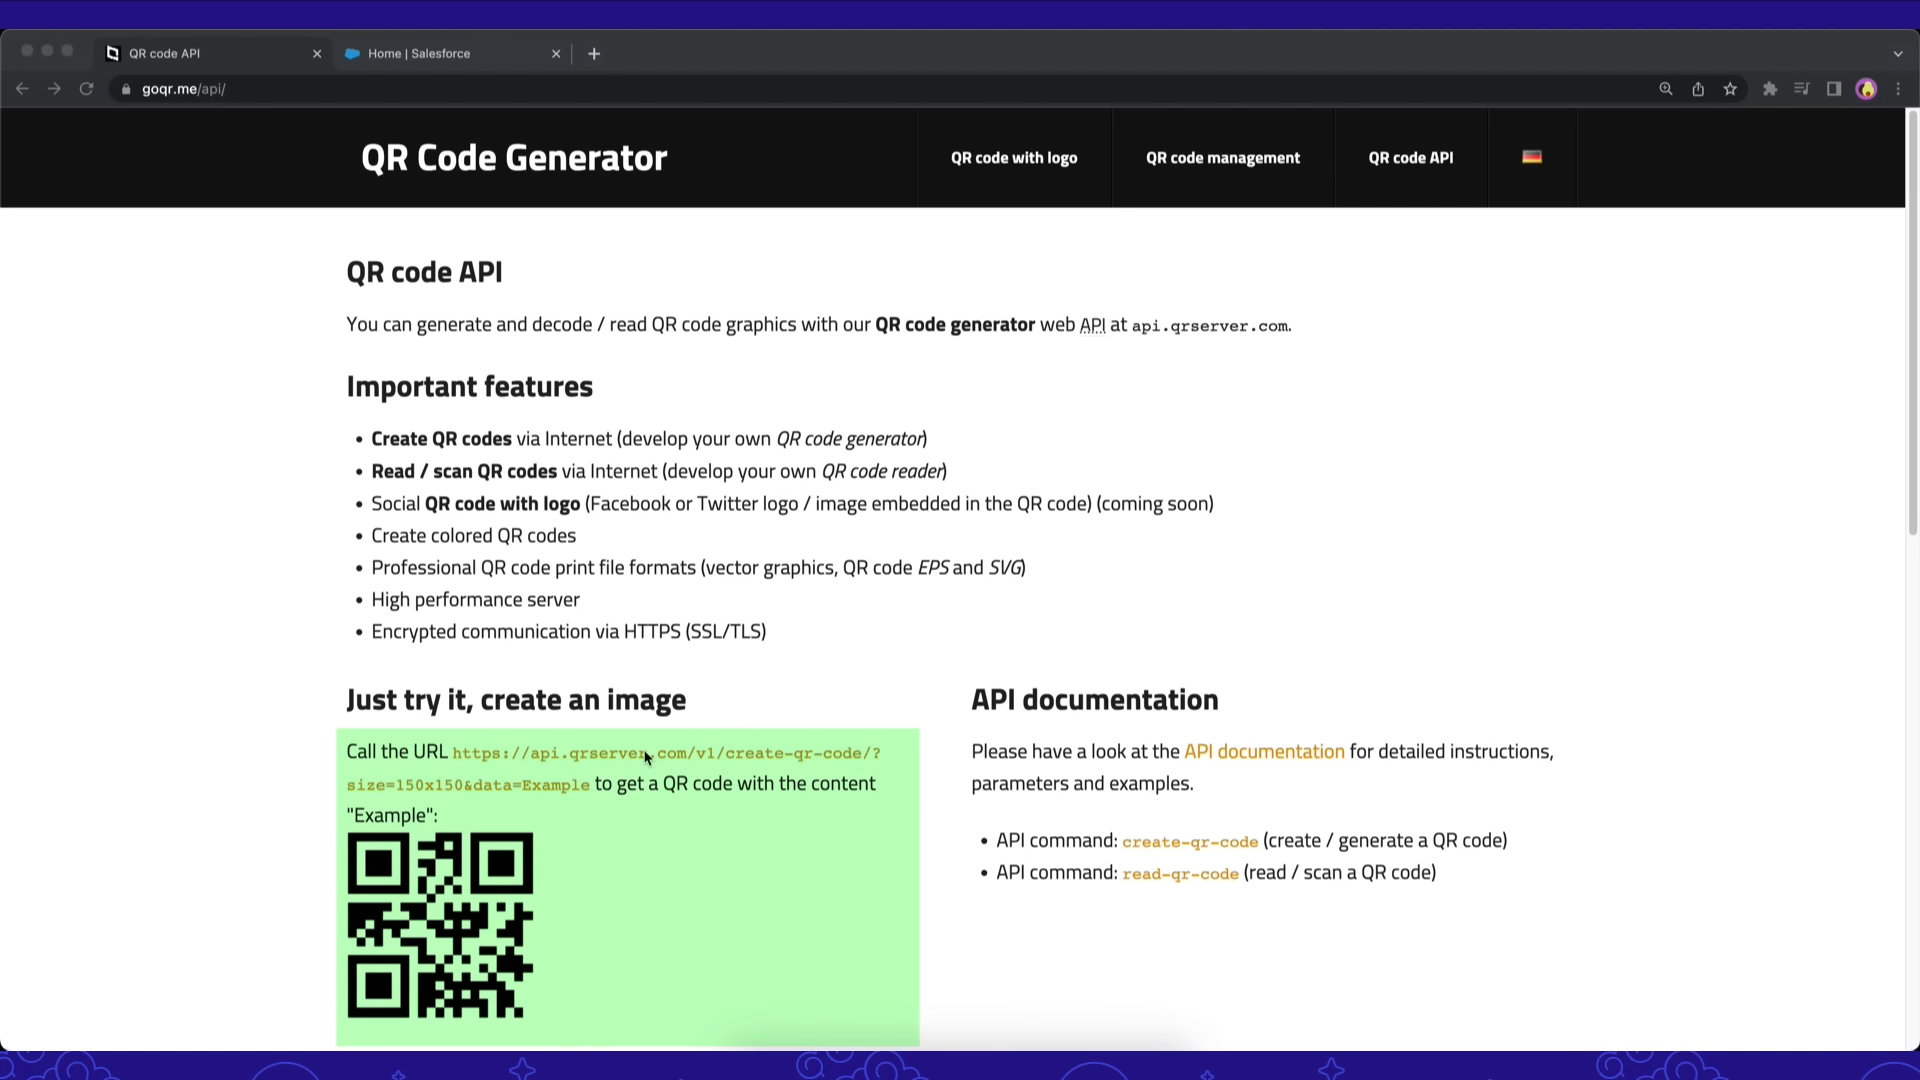 QR code API
Home | Salesforce
goqr.me/api/
QR Code Generator
QR code with logo
QR code management
QR code API
QR code API
You can generate and decode / read QR code graphics with our QR code generator web API at api.qrserver.com.
Important features
• Create QR codes via Internet (develop your own QR code generator)
• Read / scan QR codes via Internet (develop your own QR code reader)
• Social QR code with logo (Facebook or Twitter logo / image embedded in the QR code) (coming soon)
• Create colored QR codes
• Professional QR code print file formats (vector graphics, QR code EPS and SVG)
• High performance server
• Encrypted communication via HTTPS (SSL/TLS)
Just try it, create an image
Call the URL https://api.qrserver.com/v1/create-qr-code/?
size=150x150&data=Example to get a QR code with the content
"Example":
API documentation
Please have a look at the API documentation for detailed instructions,
parameters and examples.
• API command: create-qr-code (create / generate a QR code)
• API command: read-qr-code (read / scan a QR code)